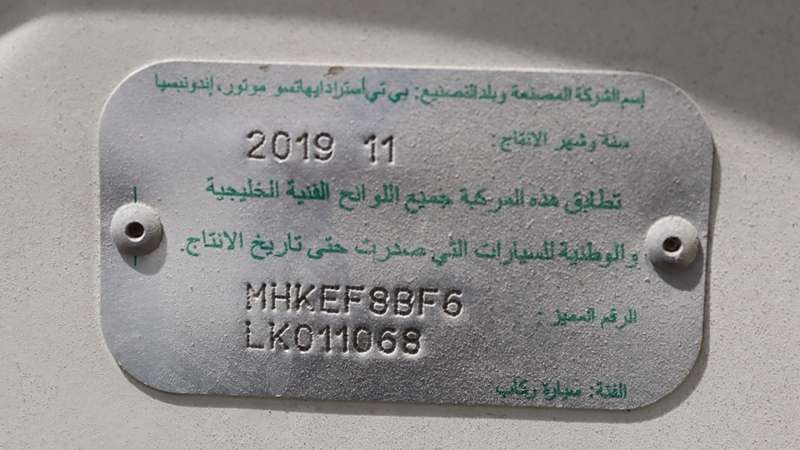 إسم الشركة المصنعة وبلد التصنيع: بي تي أسترا دايهاتسو موتور، إندونيسيا
سنة وشهر الانتاج: 2019 11
تطابق هذه المركبة جميع اللوائح الفنية الخليجية
والوطنية للسيارات التي صدرت حتى تاريخ الانتاج.
الرقم المميز: MHKEF8BF6
LK011068
الفئة: سيارة ركاب